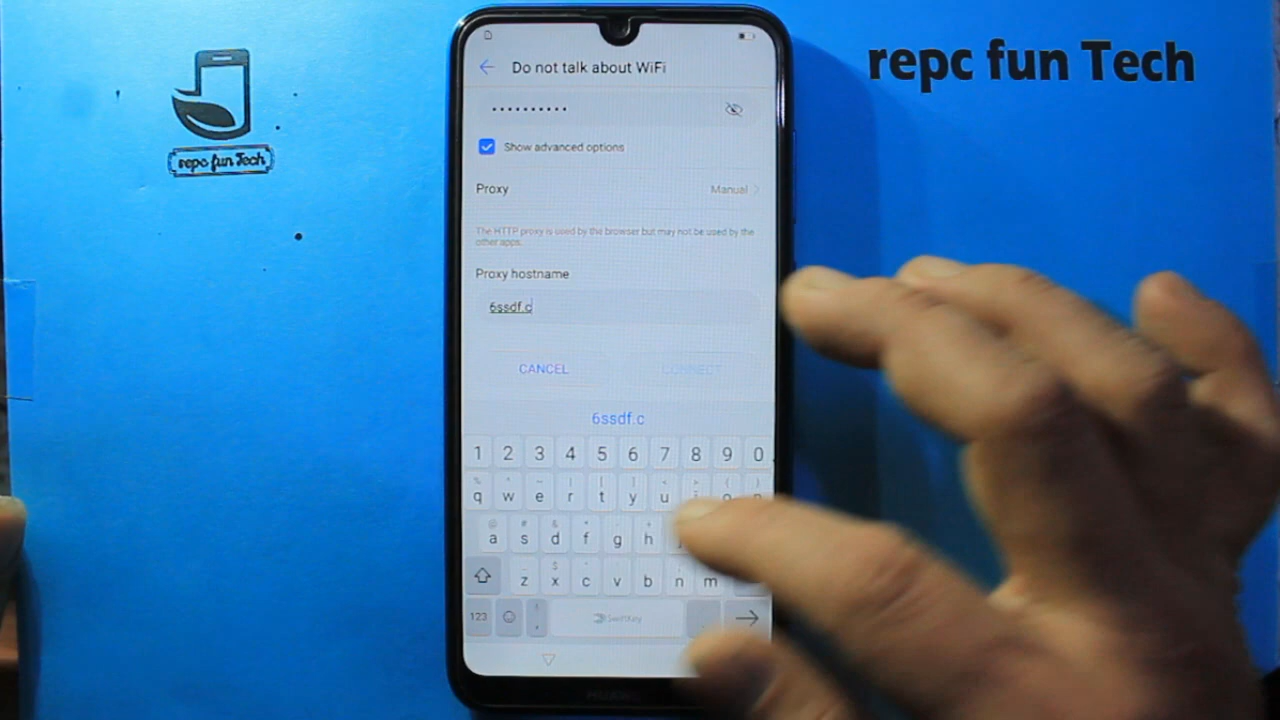 repc fun Tech
repc fun Tech
Do not talk about WiFi
••••••••••
Show advanced options
Proxy
Manual
The HTTP proxy is used by the browser but may not be used by the
other apps.
Proxy hostname
6ssdf.c
CANCEL CONNECT
6ssdf.c
1 2 3 4 5 6 7 8 9 0
q w e r t y u
a s d f g h
z x c v b n m
123
SwiftKey
HUAWEI